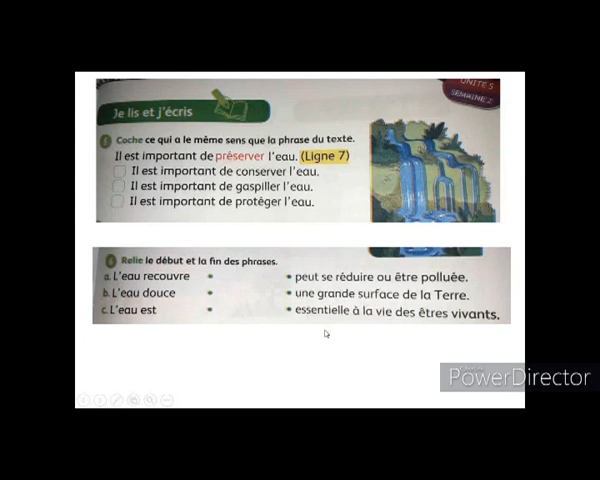 UNITÉ 5
SEMAINE 2
Je lis et j'écris
Coche ce qui a le même sens que la phrase du texte.
Il est important de préserver l'eau. (Ligne 7)
Il est important de conserver l'eau.
Il est important de gaspiller l'eau.
Il est important de protéger l'eau.
Relie le début et la fin des phrases.
a. L'eau recouvre • • peut se réduire ou être polluée.
b. L'eau douce • • une grande surface de la Terre.
c. L'eau est • • essentielle à la vie des êtres vivants.
PowerDirector